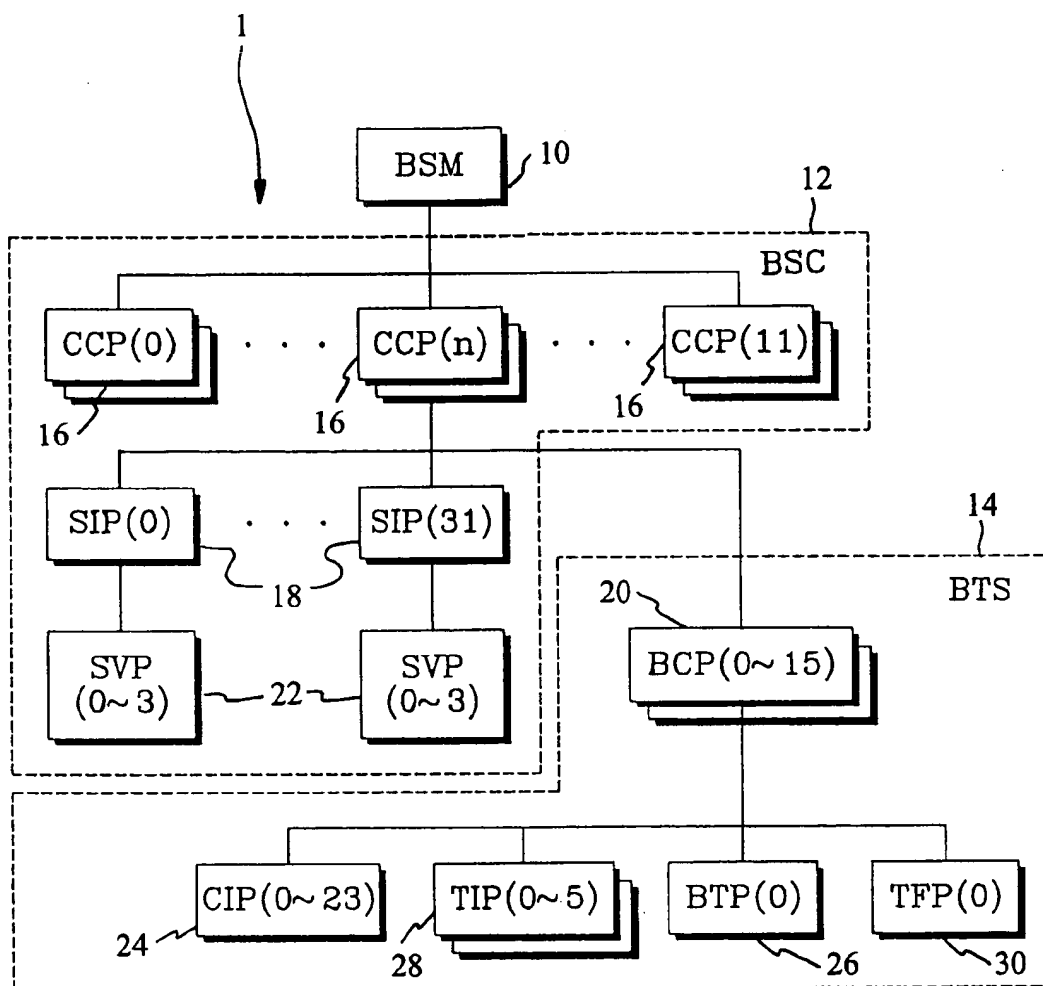 1
BSM
10
12
BSC
CCP(0)
. . .
CCP(n)
. . .
CCP(11)
16
16
16
SIP(0)
. . .
SIP(31)
14
18
20
BTS
SVP
(0~3)
22
SVP
(0~3)
BCP(0~15)
CIP(0~23)
TIP(0~5)
BTP(0)
TFP(0)
24
28
26
30